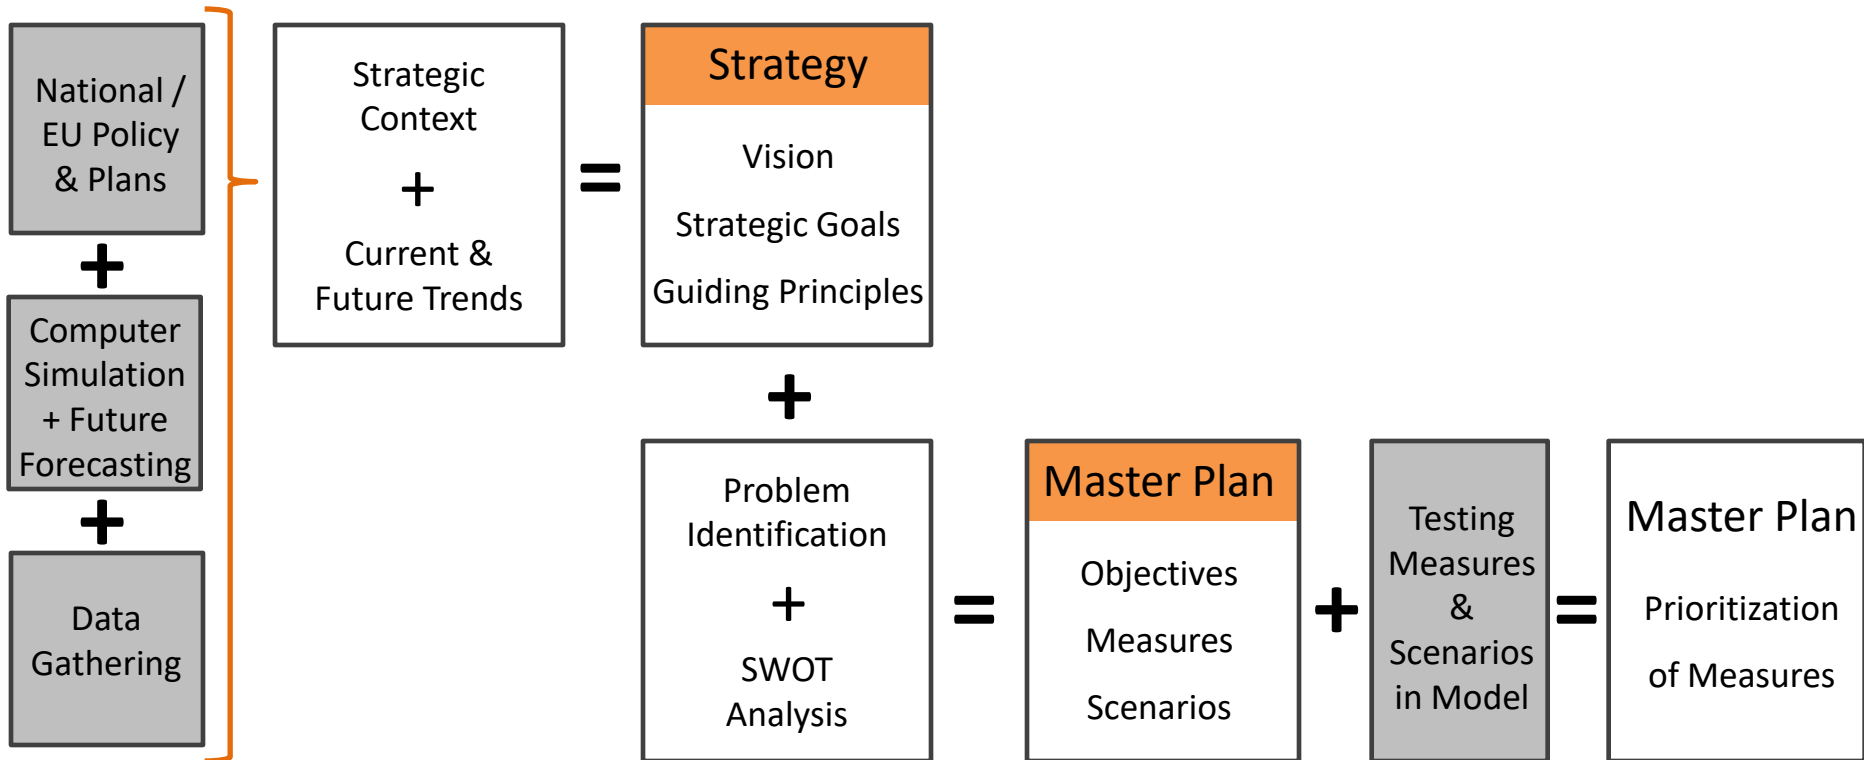 National /
EU Policy
& Plans
+
Computer
Simulation
+ Future
Forecasting
+
Data
Gathering
Strategic
Context
+
Current &
Future Trends
=
Strategy
Vision
Strategic Goals
Guiding Principles
+
Problem
Identification
+
SWOT
Analysis
=
Master Plan
Objectives
Measures
Scenarios
+
Testing
Measures
&
Scenarios
in Model
=
Master Plan
Prioritization
of Measures